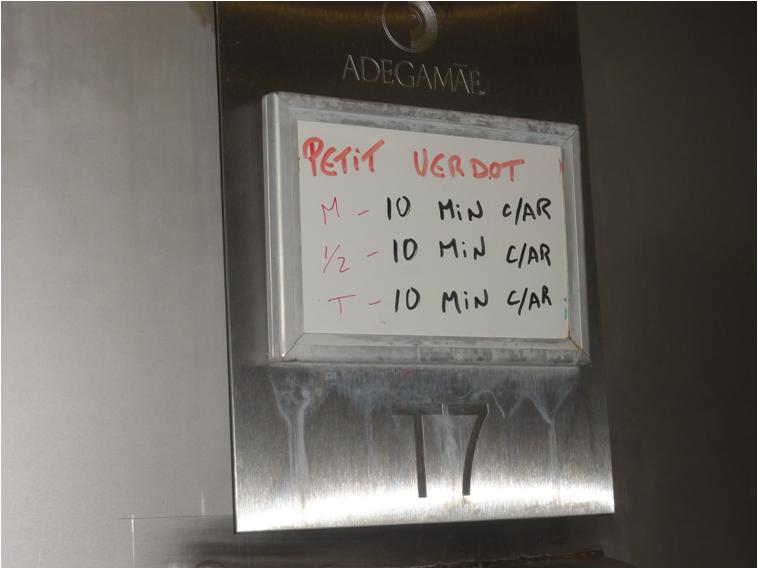 ADEGAMÃE
PETiT VERDOT
M - 10 MiN C/AR
1/2 - 10 MiN C/AR
T - 10 MiN C/AR
T7